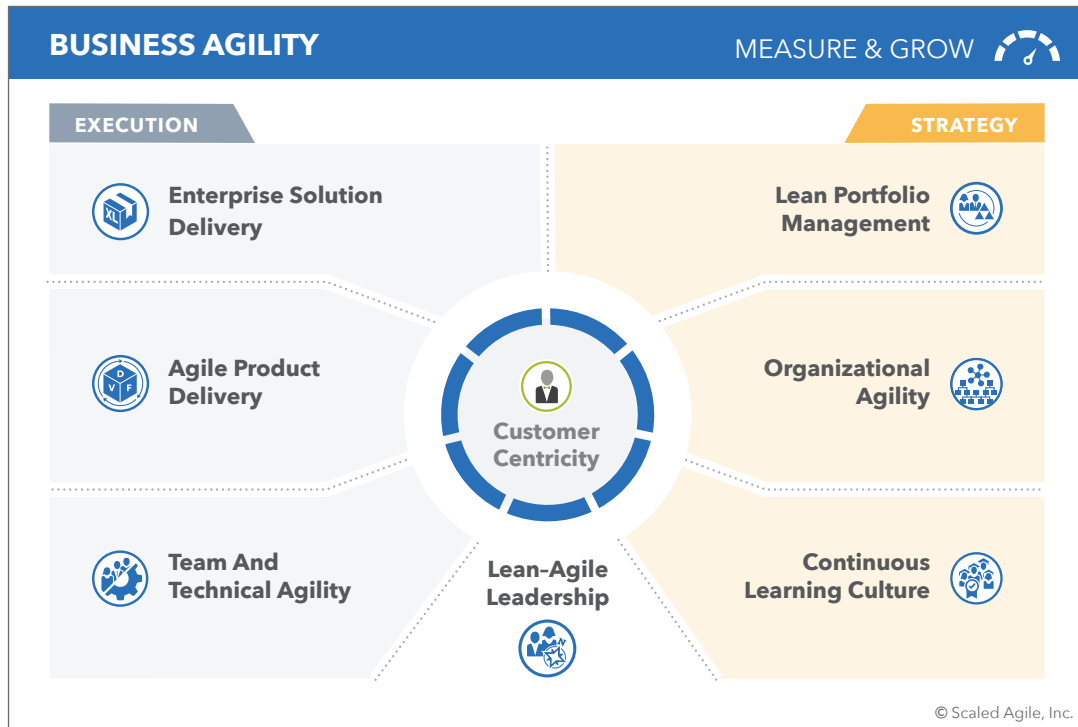 BUSINESS AGILITY
MEASURE & GROW
EXECUTION
STRATEGY
Enterprise Solution
Delivery
XL
Lean Portfolio
Management
Agile Product
Delivery
D
V F
Organizational
Agility
Customer
Centricity
Team And
Technical Agility
Lean–Agile
Leadership
N
Continuous
Learning Culture
© Scaled Agile, Inc.